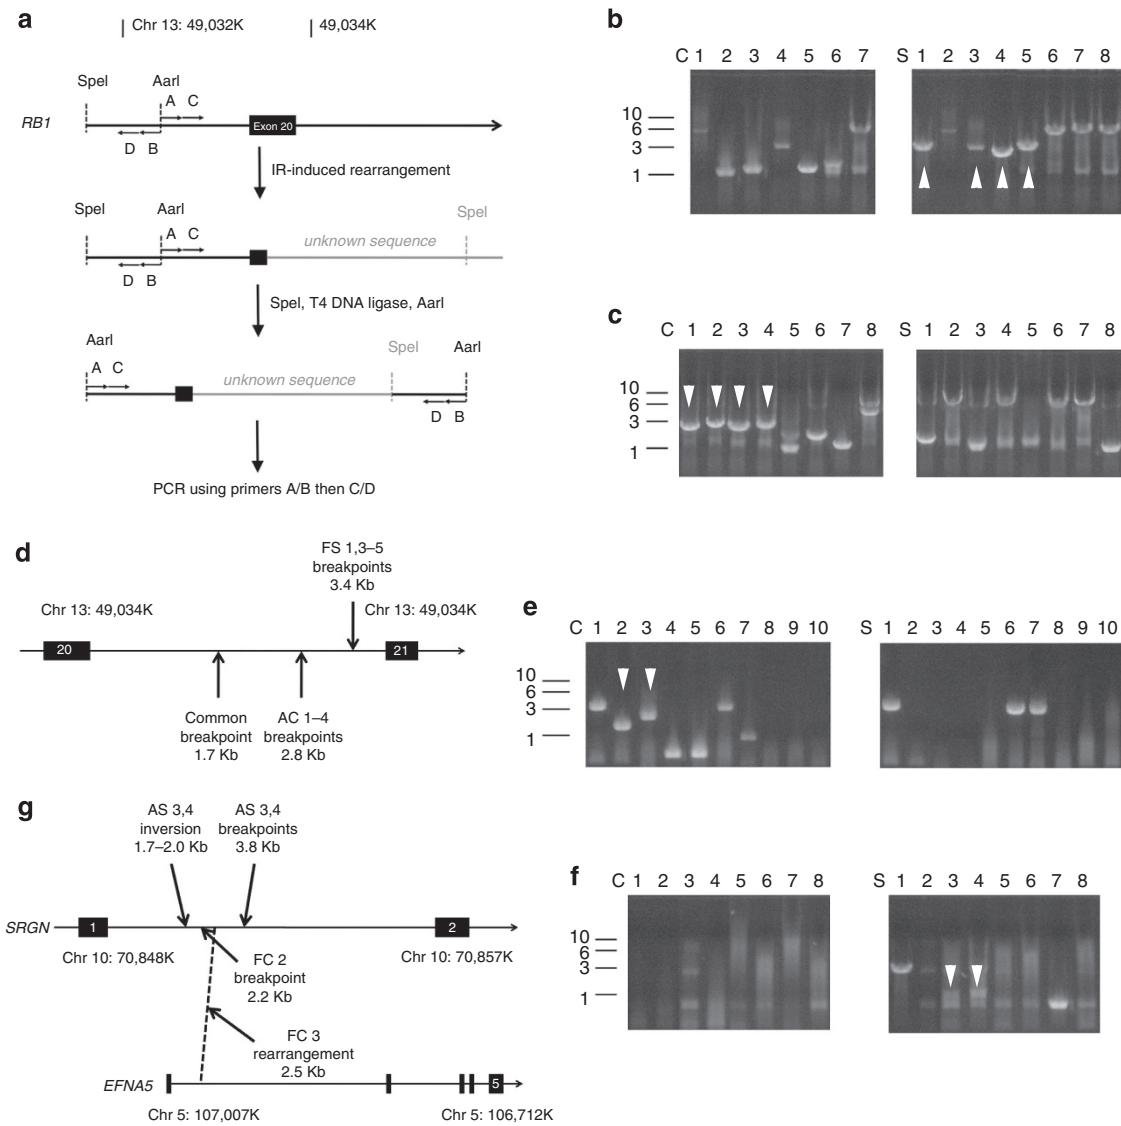 a
Chr 13: 49,032K
49,034K
SpeI
AarI
A C
RB1
Exon 20
D B
IR-induced rearrangement
SpeI
AarI
SpeI
A C
unknown sequence
D B
SpeI, T4 DNA ligase, AarI
AarI
SpeI
AarI
A C
unknown sequence
D B
PCR using primers A/B then C/D
b
C 1 2 3 4 5 6 7
S 1 2 3 4 5 6 7 8
10
6
3
1
c
C 1 2 3 4 5 6 7 8
S 1 2 3 4 5 6 7 8
10
6
3
1
d
FS 1,3–5
breakpoints
3.4 Kb
Chr 13: 49,034K
Chr 13: 49,034K
20
21
Common
breakpoint
1.7 Kb
AC 1–4
breakpoints
2.8 Kb
e
C 1 2 3 4 5 6 7 8 9 10
S 1 2 3 4 5 6 7 8 9 10
10
6
3
1
g
AS 3,4
inversion
1.7–2.0 Kb
AS 3,4
breakpoints
3.8 Kb
SRGN
1
2
Chr 10: 70,848K
Chr 10: 70,857K
FC 2
breakpoint
2.2 Kb
FC 3
rearrangement
2.5 Kb
EFNA5
5
Chr 5: 107,007K
Chr 5: 106,712K
f
C 1 2 3 4 5 6 7 8
S 1 2 3 4 5 6 7 8
10
6
3
1